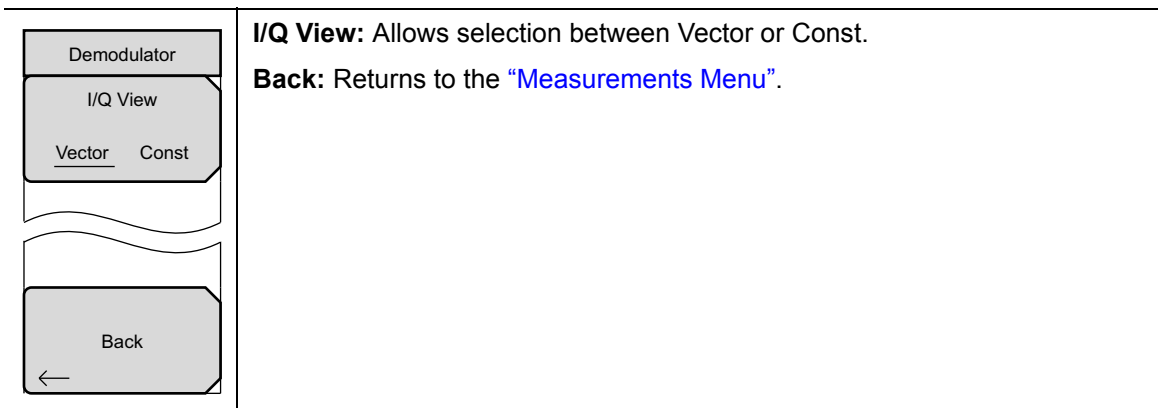 Demodulator
I/Q View
Vector Const
Back
I/Q View: Allows selection between Vector or Const.
Back: Returns to the “Measurements Menu”.